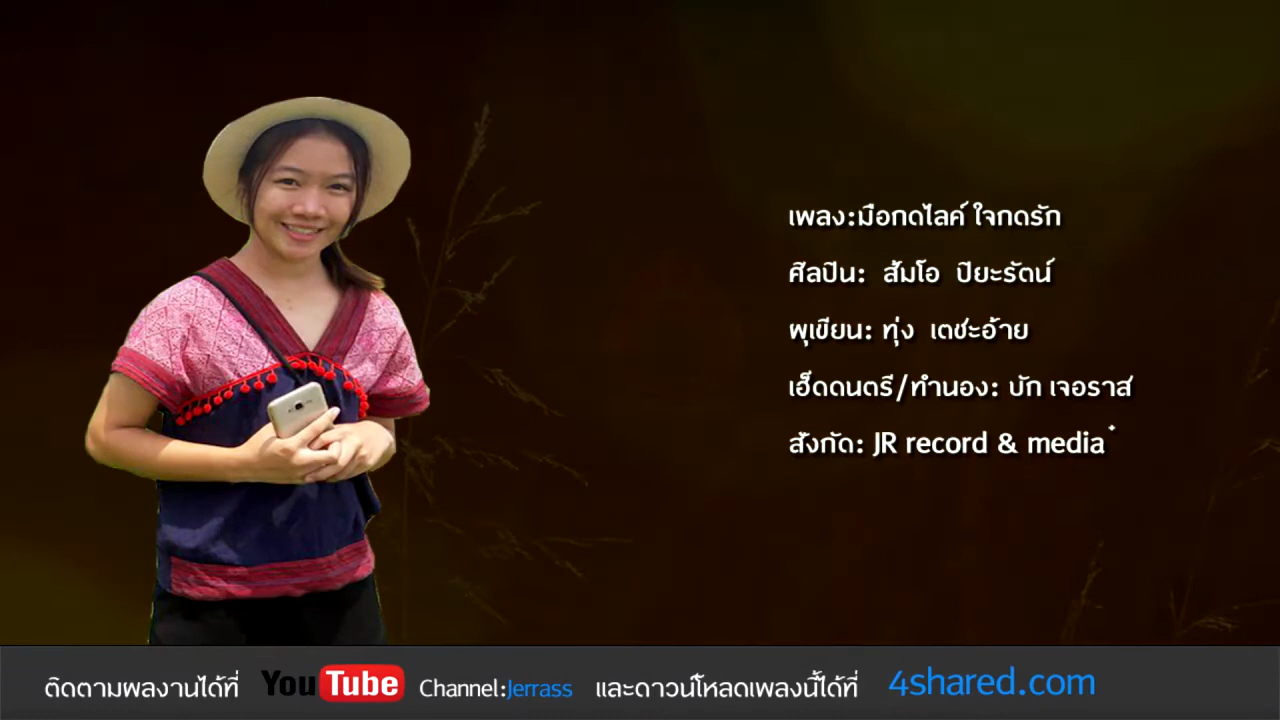 เพลง:มือกดไลค์ ใจกดรัก
ศิลปิน: ส้มโอ ปิยะรัตน์
ผุเขียน: ทุ่ง เตชะอ้าย
เฮ็ดดนตรี/ทำนอง: บัก เจอราส
สังกัด: JR record & media
ติดตามผลงานได้ที่ YouTube Channel:Jerrass และดาวน์โหลดเพลงนี้ได้ที่ 4shared.com